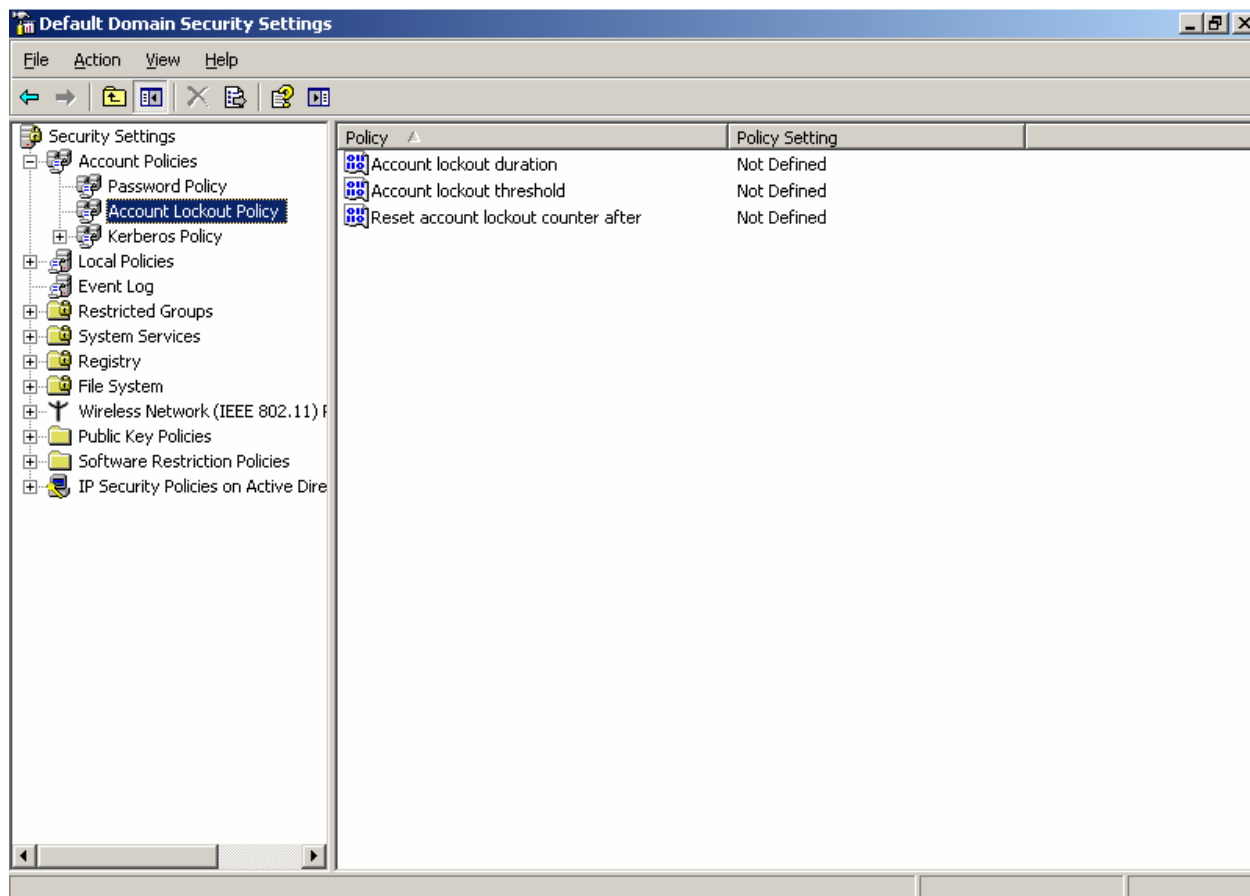 Default Domain Security Settings
File Action View Help
Security Settings
Account Policies
Password Policy
Account Lockout Policy
Kerberos Policy
Local Policies
Event Log
Restricted Groups
System Services
Registry
File System
Wireless Network (IEEE 802.11)
Public Key Policies
Software Restriction Policies
IP Security Policies on Active Dire
Policy Policy Setting
Account lockout duration Not Defined
Account lockout threshold Not Defined
Reset account lockout counter after Not Defined